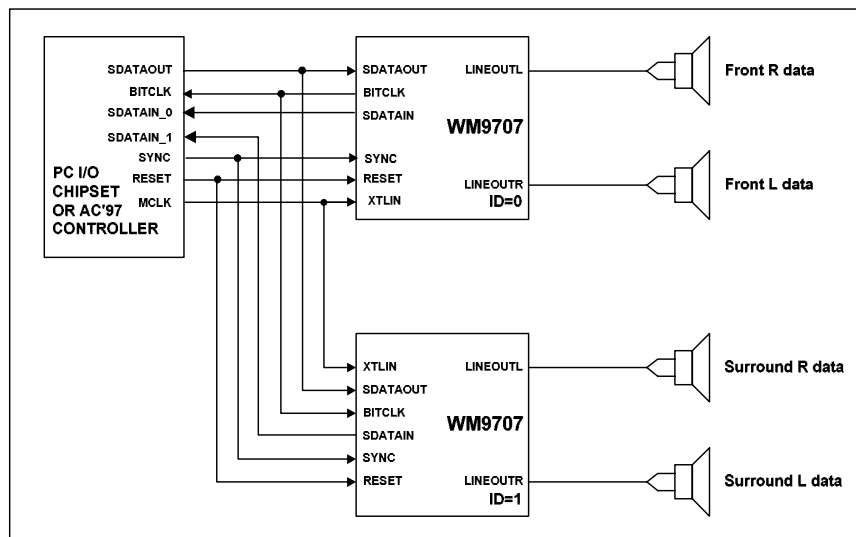 SDATAOUT
BITCLK
SDATAIN_0
SDATAIN_1
SYNC
RESET
MCLK
PC I/O
CHIPSET
OR AC'97
CONTROLLER
SDATAOUT
BITCLK
SDATAIN
SYNC
RESET
XTLIN
LINEOUTL
WM9707
LINEOUTR
ID=0
Front R data
Front L data
XTLIN
SDATAOUT
BITCLK
SDATAIN
SYNC
RESET
LINEOUTL
WM9707
LINEOUTR
ID=1
Surround R data
Surround L data